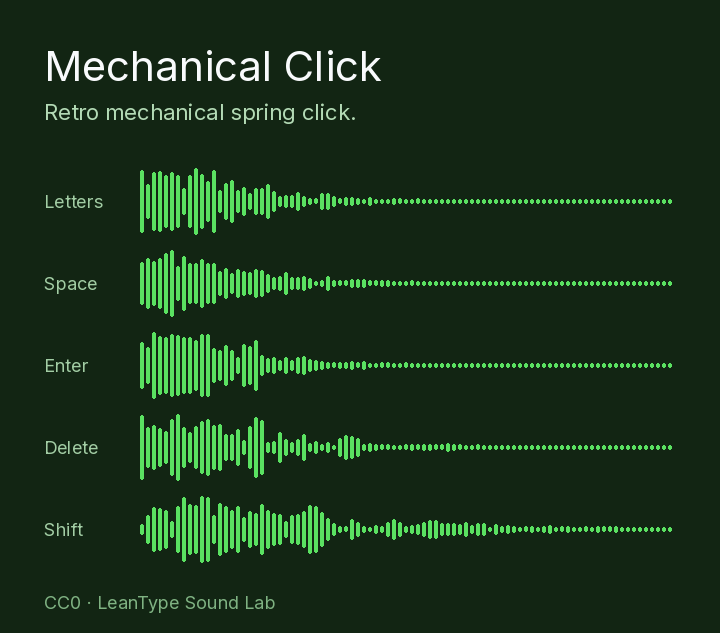 Mechanical Click
Retro mechanical spring click.
Letters
Space
Enter
Delete
Shift
CC0 · LeanType Sound Lab